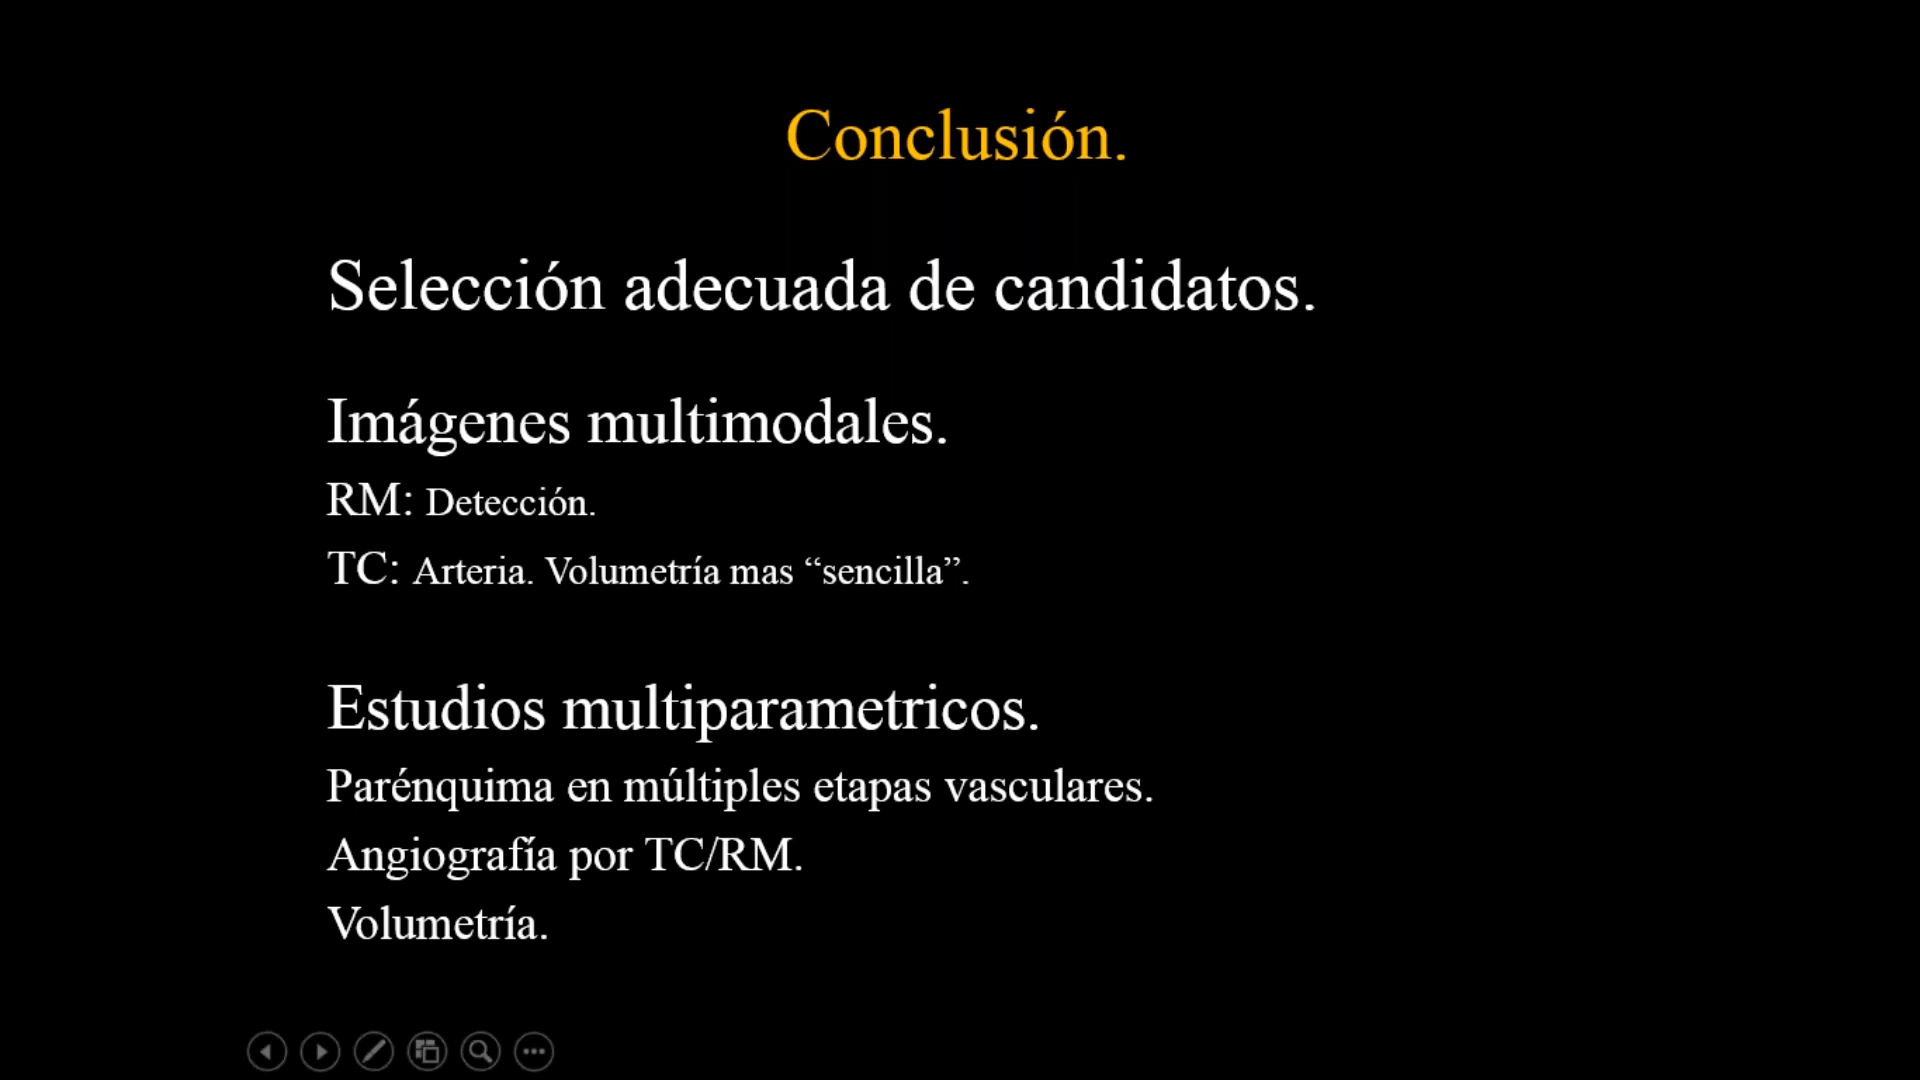 Conclusión.
Selección adecuada de candidatos.
Imágenes multimodales.
RM: Detección.
TC: Arteria. Volumetría mas “sencilla”.
Estudios multiparametricos.
Parénquima en múltiples etapas vasculares.
Angiografía por TC/RM.
Volumetría.